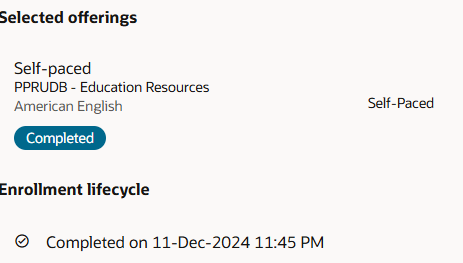 Selected offerings
Self-paced
PPRUDB - Education Resources
American English
Self-Paced
Completed
Enrollment lifecycle
Completed on 11-Dec-2024 11:45 PM